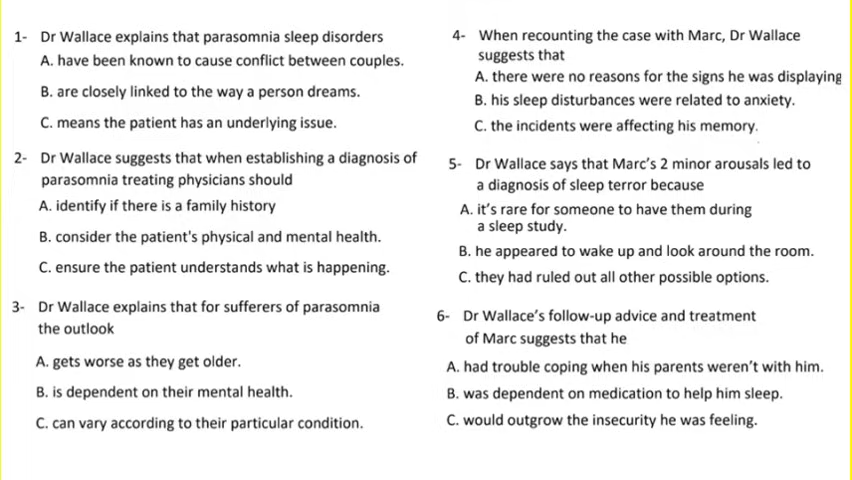 1- Dr Wallace explains that parasomnia sleep disorders
A. have been known to cause conflict between couples.
B. are closely linked to the way a person dreams.
C. means the patient has an underlying issue.
2- Dr Wallace suggests that when establishing a diagnosis of
parasomnia treating physicians should
A. identify if there is a family history
B. consider the patient's physical and mental health.
C. ensure the patient understands what is happening.
3- Dr Wallace explains that for sufferers of parasomnia
the outlook
A. gets worse as they get older.
B. is dependent on their mental health.
C. can vary according to their particular condition.
4- When recounting the case with Marc, Dr Wallace
suggests that
A. there were no reasons for the signs he was displaying
B. his sleep disturbances were related to anxiety.
C. the incidents were affecting his memory.
5- Dr Wallace says that Marc's 2 minor arousals led to
a diagnosis of sleep terror because
A. it's rare for someone to have them during
a sleep study.
B. he appeared to wake up and look around the room.
C. they had ruled out all other possible options.
6- Dr Wallace's follow-up advice and treatment
of Marc suggests that he
A. had trouble coping when his parents weren't with him.
B. was dependent on medication to help him sleep.
C. would outgrow the insecurity he was feeling.